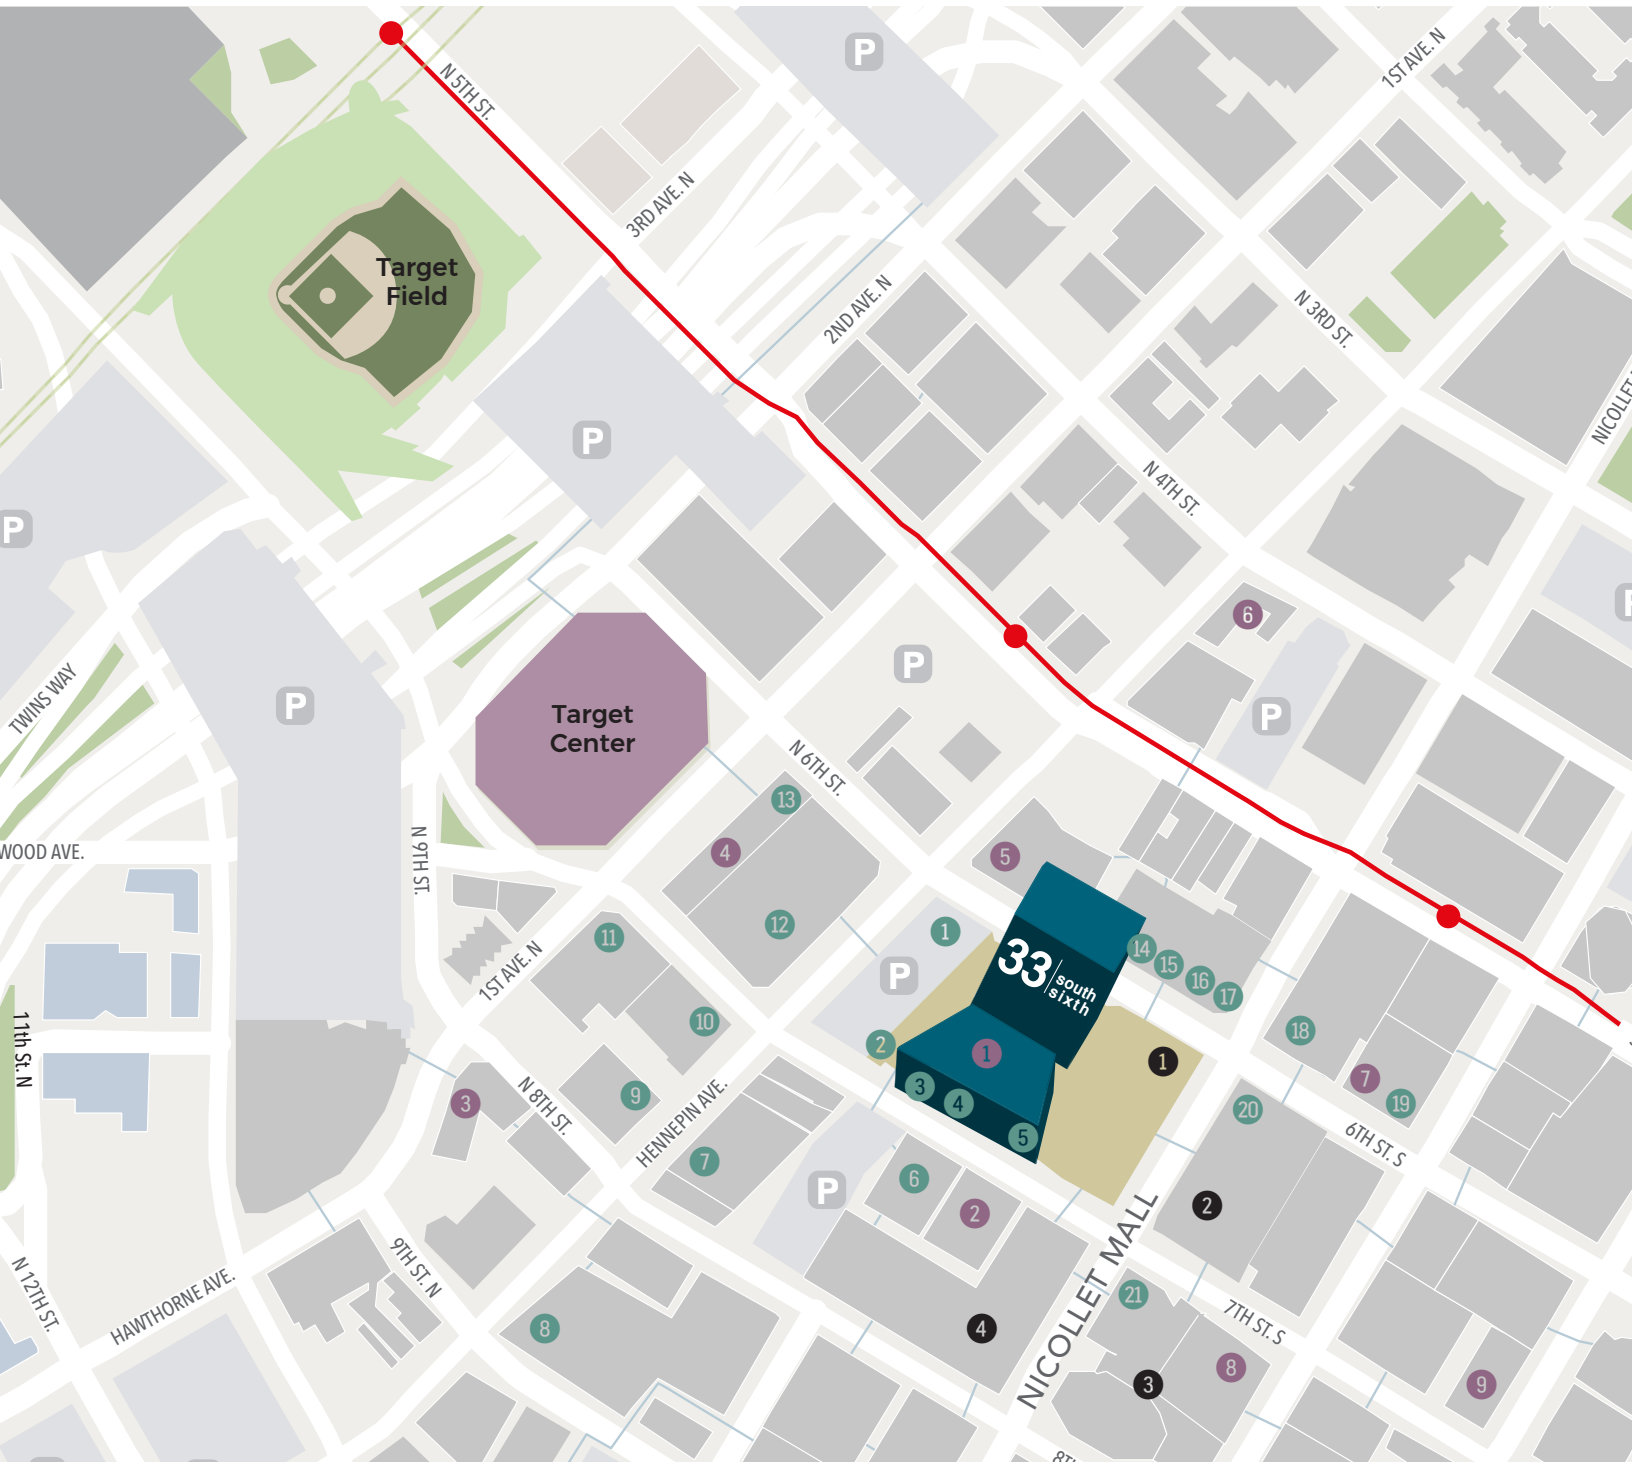 P
1ST AVE. N
N 5TH ST.
3RD AVE. N
Target
Field
2ND AVE. N
N 3RD ST.
NICOLLET
P
N 4TH ST.
P
P
6
P
TWINS WAY
P
P
Target
Center
N 6TH ST.
13
4
5
WOOD AVE.
N 9TH ST.
12
1
11
14
15
16
17
33 south
sixth
P
1ST AVE. N
10
18
11th St. N
2
1
1
7
19
3
4
3
9
N 8TH ST.
HENNEPIN AVE.
5
20
6TH ST. S
7
6
P
2
2
NICOLLET MALL
N 12TH ST.
HAWTHORNE AVE.
9TH ST. N
21
7TH ST. S
8
4
3
8
9